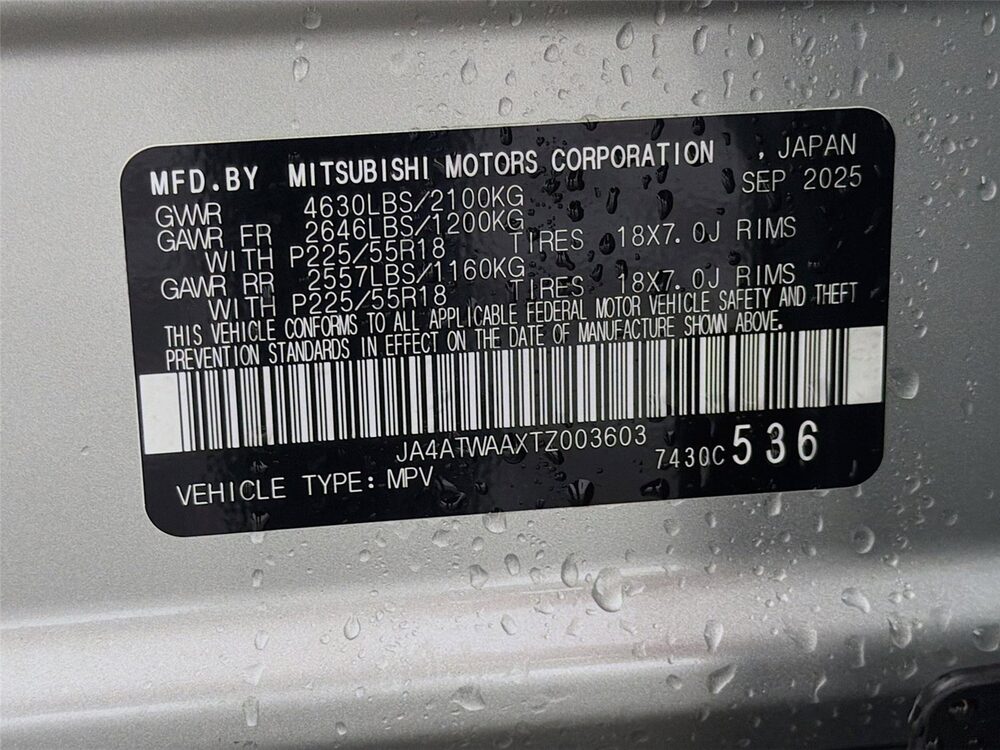 MFD.BY MITSUBISHI MOTORS CORPORATION , JAPAN
SEP 2025
GVWR 4630LBS/2100KG
GAWR FR 2646LBS/1200KG
WITH P225/55R18 TIRES 18X7.0J RIMS
GAWR RR 2557LBS/1160KG
WITH P225/55R18 TIRES 18X7.0J RIMS
THIS VEHICLE CONFORMS TO ALL APPLICABLE FEDERAL MOTOR VEHICLE SAFETY AND THEFT
PREVENTION STANDARDS IN EFFECT ON THE DATE OF MANUFACTURE SHOWN ABOVE.
JA4ATWAAXTZ003603
7430C 536
VEHICLE TYPE: MPV